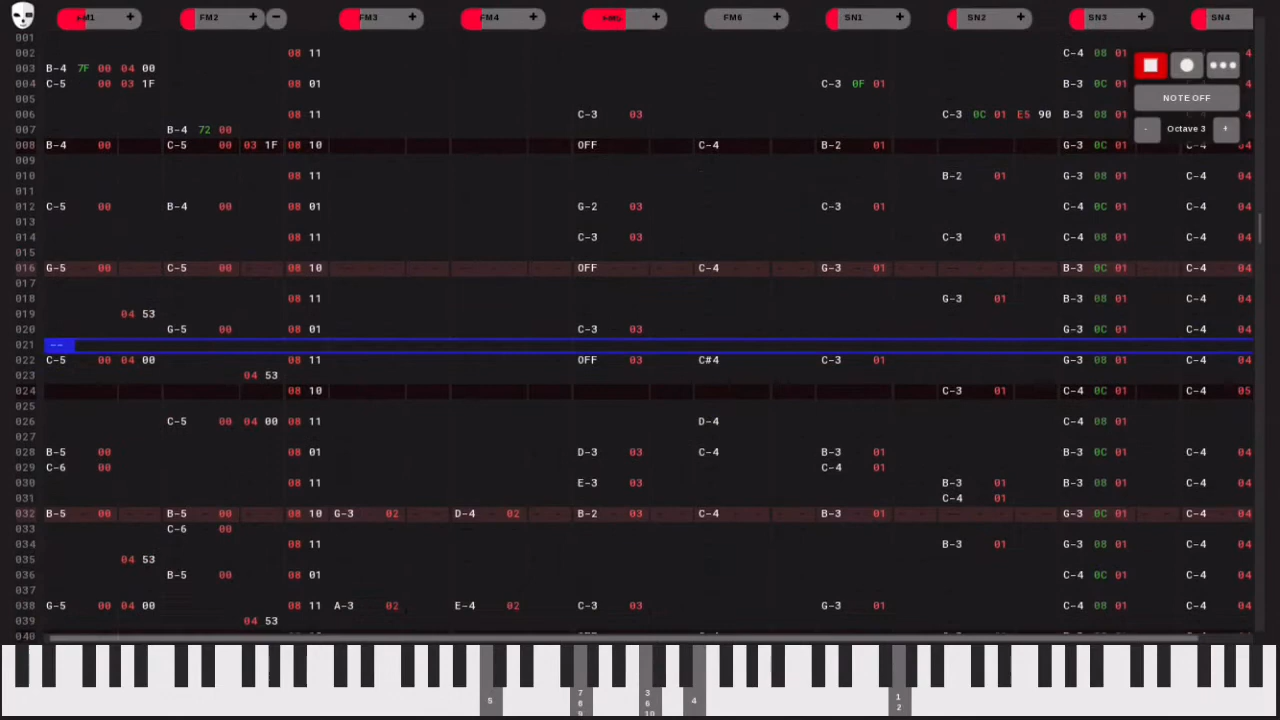 FM1 + FM2 + − FM3 + FM4 + FM5 + FM6 + SN1 + SN2 + SN3 + SN4
001
002 08 11 C-4 08 01 4
003 B-4 7F 00 04 00
004 C-5 00 03 1F 08 01 C-3 0F 01 B-3 0C 01
005
NOTE OFF
006 08 11 C-3 03 C-3 0C 01 E5 90 B-3 08 01 4
007 B-4 72 00
- Octave 3 +
008 B-4 00 C-5 00 03 1F 08 10 OFF C-4 B-2 01 G-3 0C 01 C-4 04
009
010 08 11 B-2 01 G-3 08 01 C-4 04
011
012 C-5 00 B-4 00 08 01 G-2 03 C-3 01 C-4 0C 01 C-4 04
013
014 08 11 C-3 03 C-3 01 C-4 08 01 C-4 04
015
016 G-5 00 C-5 00 08 10 OFF C-4 G-3 01 B-3 0C 01 C-4 04
017
018 08 11 G-3 01 B-3 08 01 C-4 04
019 04 53
020 G-5 00 08 01 C-3 03 G-3 0C 01 C-4 04
021 --
022 C-5 00 04 00 08 11 OFF 03 C#4 C-3 01 G-3 08 01 C-4 04
023 04 53
024 08 10 C-3 01 C-4 0C 01 C-4 05
025
026 C-5 00 04 00 08 11 D-4 C-4 08 01
027
028 B-5 00 08 01 D-3 03 C-4 B-3 01 B-3 0C 01 C-4 04
029 C-6 00 C-4 01
030 08 11 E-3 03 B-3 01 B-3 08 01 C-4 04
031 C-4 01
032 B-5 00 B-5 00 08 10 G-3 02 D-4 02 B-2 03 C-4 B-3 01 G-3 0C 01 C-4 04
033 C-6 00
034 08 11 B-3 01 G-3 08 01 C-4 04
035 04 53
036 B-5 00 08 01 C-4 0C 01 C-4 04
037
038 G-5 00 04 00 08 11 A-3 02 E-4 02 C-3 03 G-3 01 C-4 08 01 C-4 04
039 04 53
040
5 7 8 9 3 6 10 4 1 2